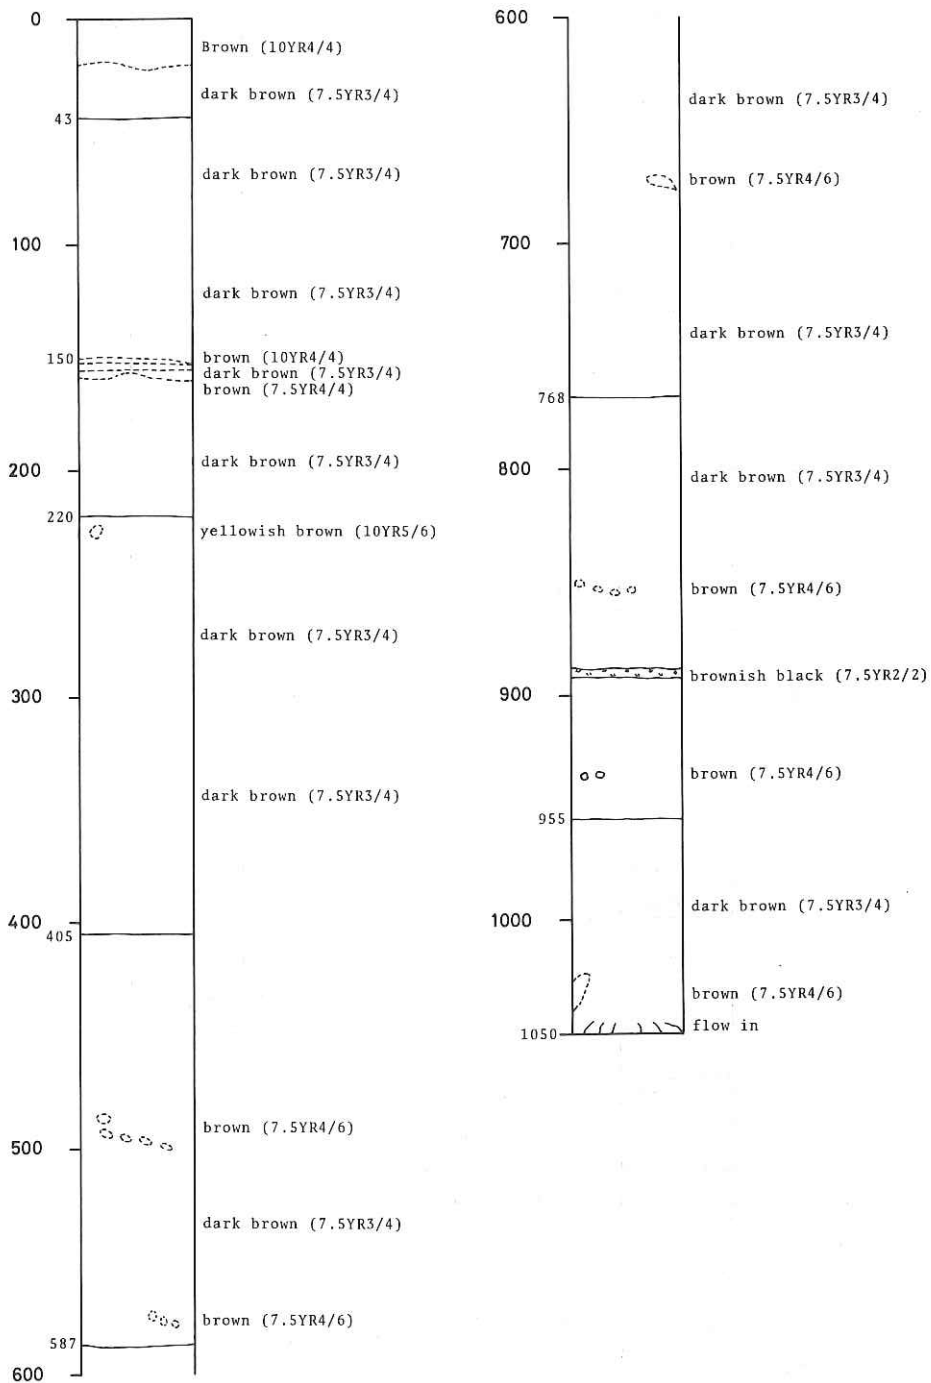 0
Brown (10YR4/4)
dark brown (7.5YR3/4)
43
dark brown (7.5YR3/4)
100
dark brown (7.5YR3/4)
150
brown (10YR4/4)
dark brown (7.5YR3/4)
brown (7.5YR4/4)
dark brown (7.5YR3/4)
200
220
yellowish brown (10YR5/6)
dark brown (7.5YR3/4)
300
dark brown (7.5YR3/4)
400
405
brown (7.5YR4/6)
500
dark brown (7.5YR3/4)
brown (7.5YR4/6)
587
600
600
dark brown (7.5YR3/4)
brown (7.5YR4/6)
700
dark brown (7.5YR3/4)
768
800
dark brown (7.5YR3/4)
brown (7.5YR4/6)
brownish black (7.5YR2/2)
900
brown (7.5YR4/6)
955
dark brown (7.5YR3/4)
1000
brown (7.5YR4/6)
flow in
1050